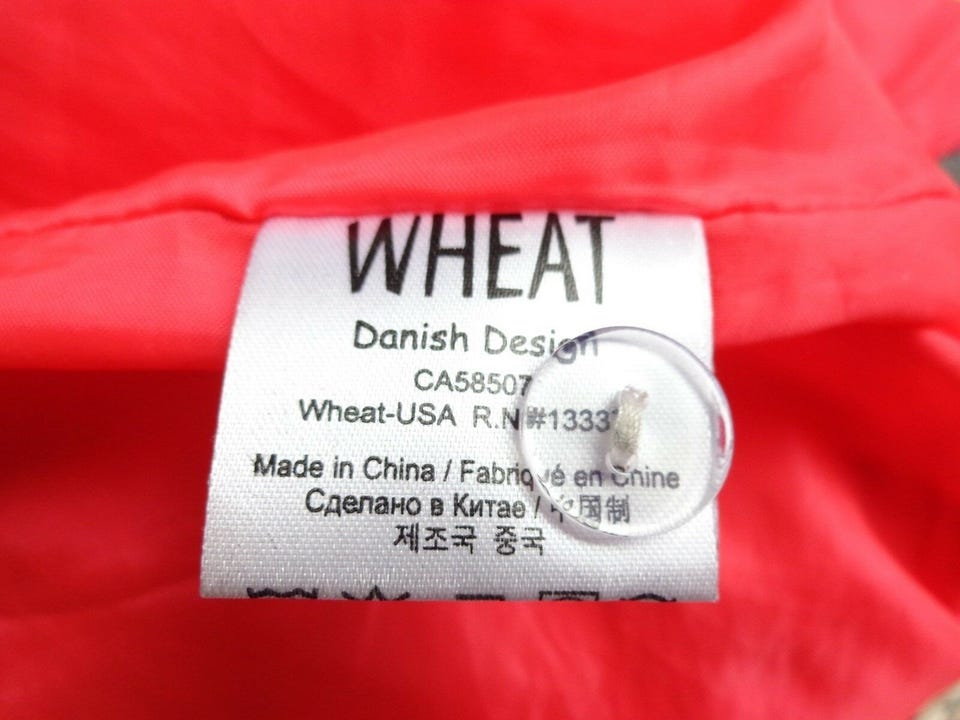 WHEAT
Danish Design
CA58507
Wheat-USA R.N#1333
Made in China / Fabriqué en Chine
Сделано в Китае / 中国制
제조국 중국